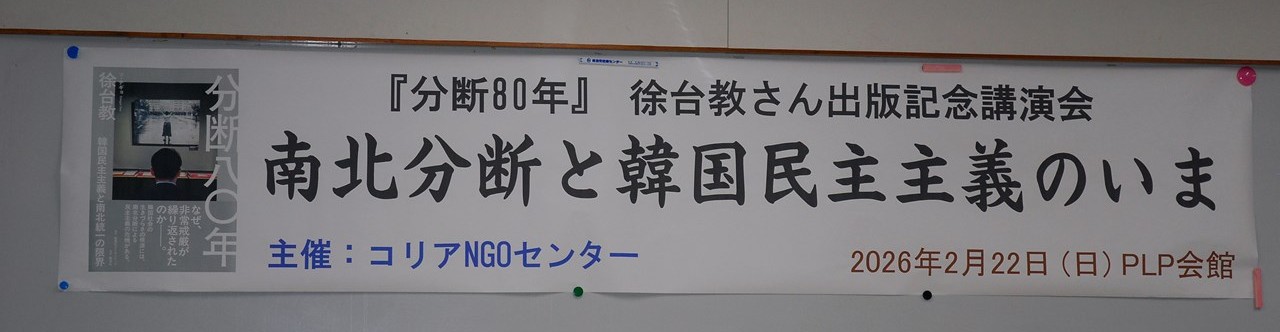 『分断80年』 徐台教さん出版記念講演会
南北分断と韓国民主主義のいま
主催：コリアNGOセンター
2026年2月22日（日）PLP会館
分断八〇年
徐台教
韓国民主主義と南北統一の限界
なぜ、
非常戒厳が
繰り返された
のか――。